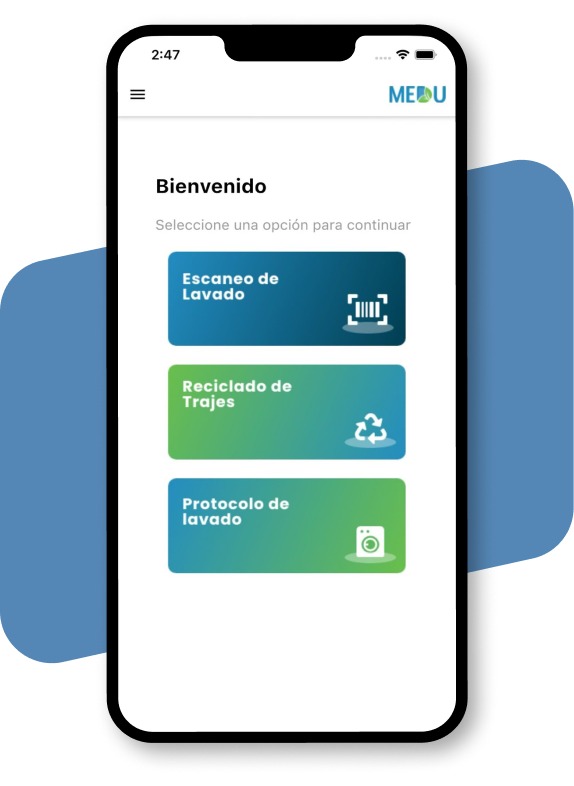 2:47
MEDU
Bienvenido
Seleccione una opción para continuar
Escaneo de
Lavado
Reciclado de
Trajes
Protocolo de
lavado